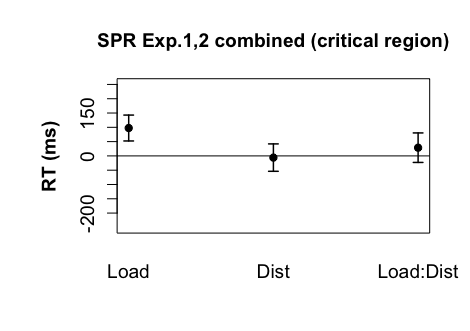 SPR Exp.1,2 combined (critical region)
RT (ms)
150
0
-200
Load
Dist
Load:Dist